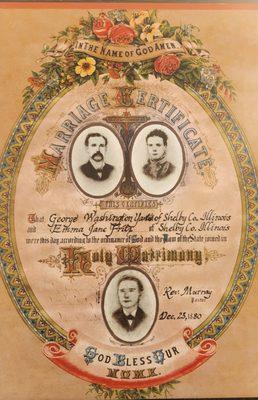 IN THE NAME OF GOD AMEN.
MARRIAGE CERTIFICATE
THIS CERTIFIES
That George Washington of Shelby Co. Illinois
and Emma Jane Fritz of Shelby Co. Illinois
were this day according to the ordinance of God and the Law of the State joined in
Holy Matrimony
Rev. Murray
Pastor
Dec. 25, 1880
GOD BLESS OUR
HOME.